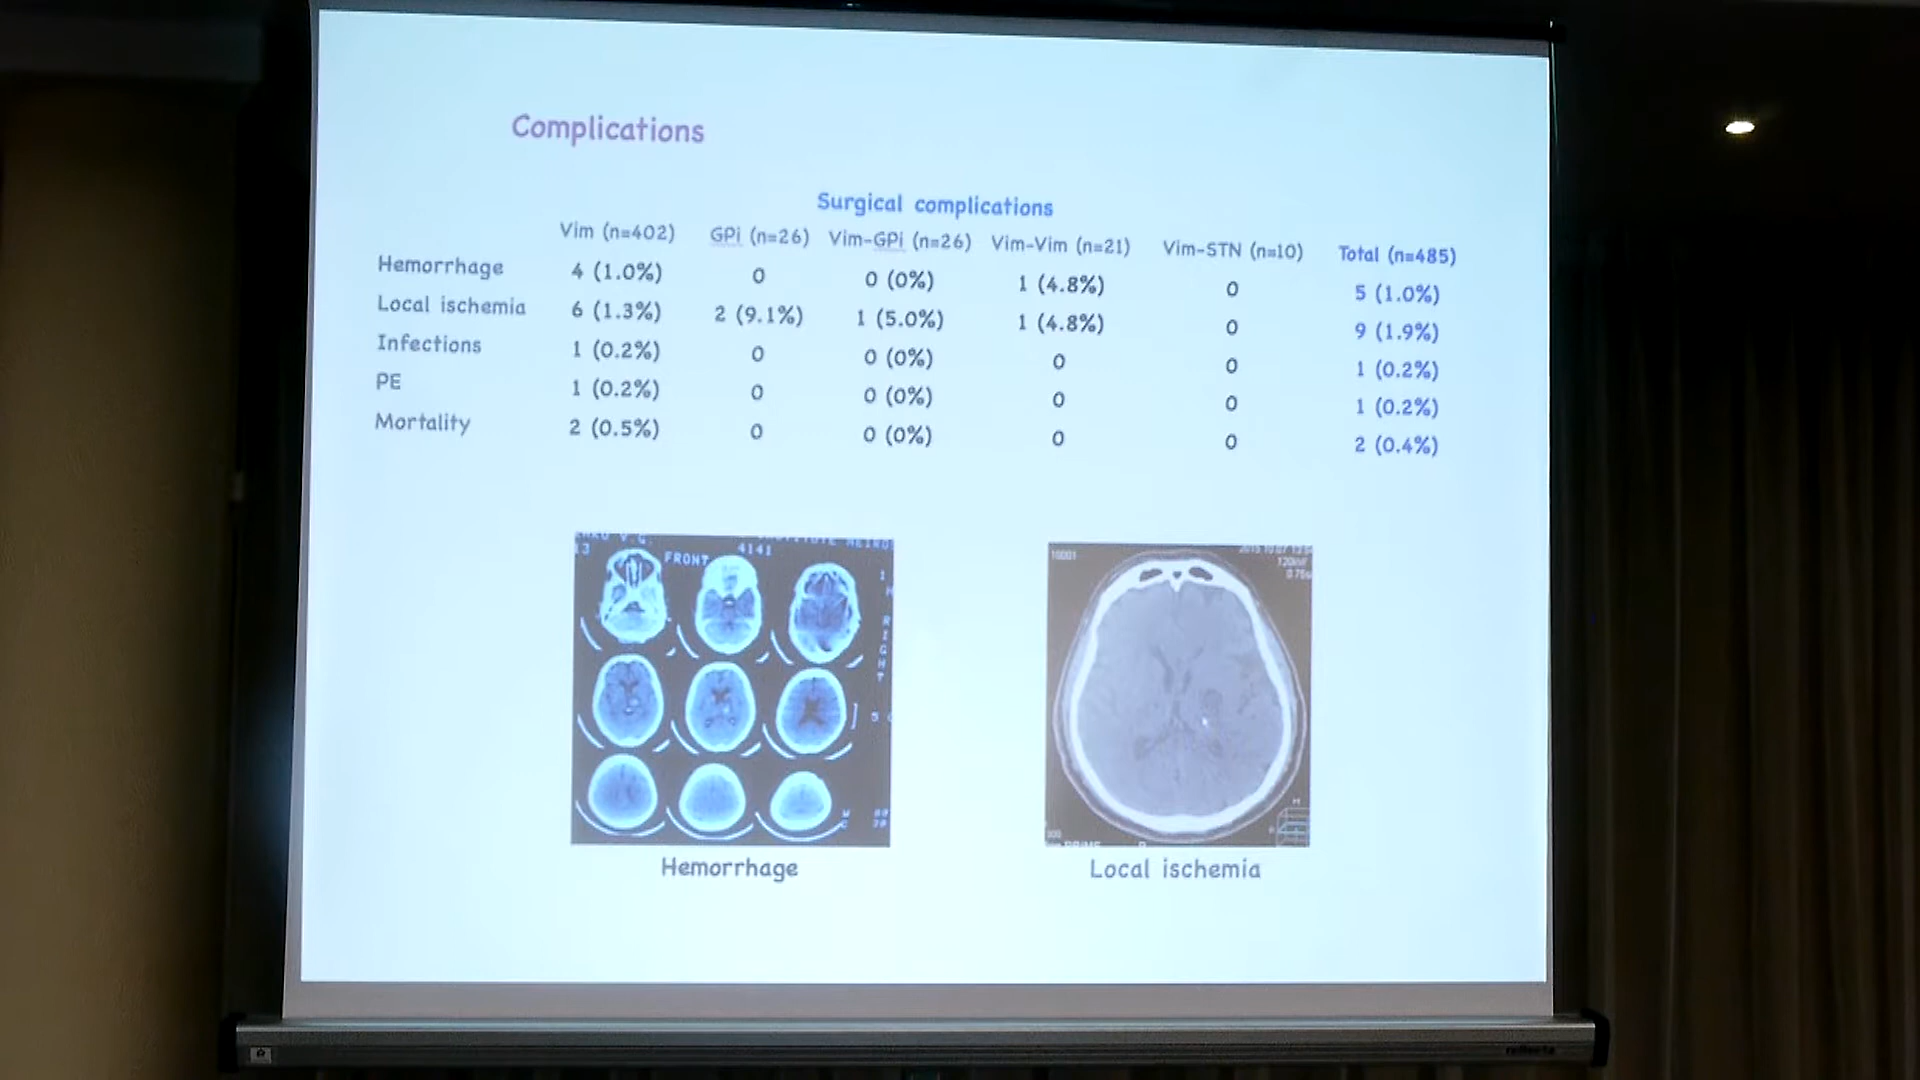 Complications
Surgical complications
Vim (n=402) GPi (n=26) Vim-GPi (n=26) Vim-Vim (n=21) Vim-STN (n=10) Total (n=485)
Hemorrhage 4 (1.0%) 0 0 (0%) 1 (4.8%) 0 5 (1.0%)
Local ischemia 6 (1.3%) 2 (9.1%) 1 (5.0%) 1 (4.8%) 0 9 (1.9%)
Infections 1 (0.2%) 0 0 (0%) 0 0 1 (0.2%)
PE 1 (0.2%) 0 0 (0%) 0 0 1 (0.2%)
Mortality 2 (0.5%) 0 0 (0%) 0 0 2 (0.4%)
13 FRONT 4141
RIGHT
10001
Hemorrhage
Local ischemia
reflecta